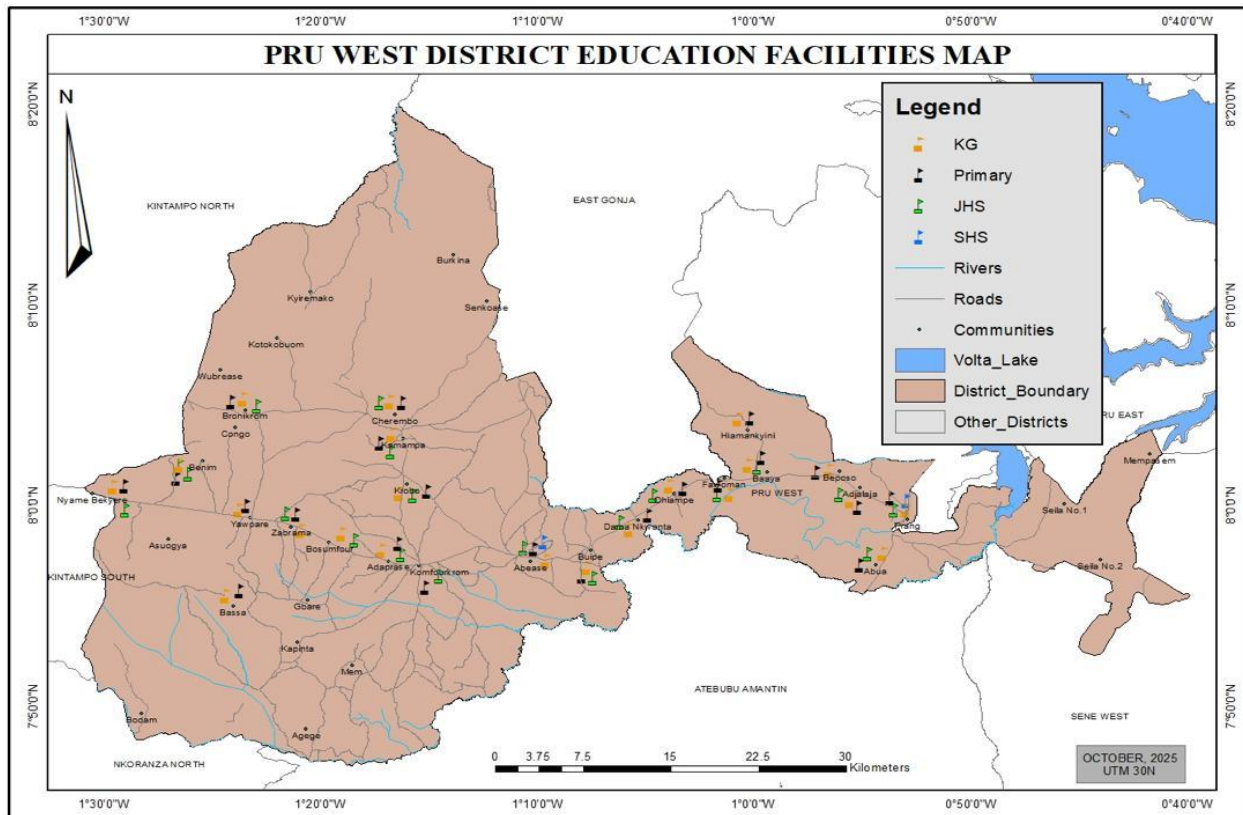 1°30'0"W 1°20'0"W 1°10'0"W 1°0'0"W 0°50'0"W 0°40'0"W
PRU WEST DISTRICT EDUCATION FACILITIES MAP
N
8°20'0"N
8°10'0"N
8°0'0"N
7°50'0"N
Legend
KG
Primary
JHS
SHS
Rivers
Roads
Communities
Volta_Lake
District_Boundary
Other_Districts
KINTAMPO NORTH
EAST GONJA
Burkina
Kyiremako
Senkoase
Kotokobuom
Wubrease
Bronikrom
Cherembo
Congo
Kamampa
Hiamankyini
RU EAST
Benim
Mempasem
Nyame Bekyere
Krobo
Fawoman
Baaya
Beposo
PRU WEST
Dhiampe
Adjalaja
Seila No.1
Yawpare
Zabrama
Dama Nkwanta
Prang
Asuogya
Bosumfour
Buipe
KINTAMPO SOUTH
Adaprase
Komfourkrom
Abease
Abua
Seila No.2
Bassa
Gbare
Kapinta
Mem
Bodam
Agege
ATEBUBU AMANTIN
SENE WEST
NKORANZA NORTH
0 3.75 7.5 15 22.5 30
Kilometers
OCTOBER, 2025
UTM 30N
8°20'0"N
8°10'0"N
8°0'0"N
7°50'0"N
1°30'0"W 1°20'0"W 1°10'0"W 1°0'0"W 0°50'0"W 0°40'0"W